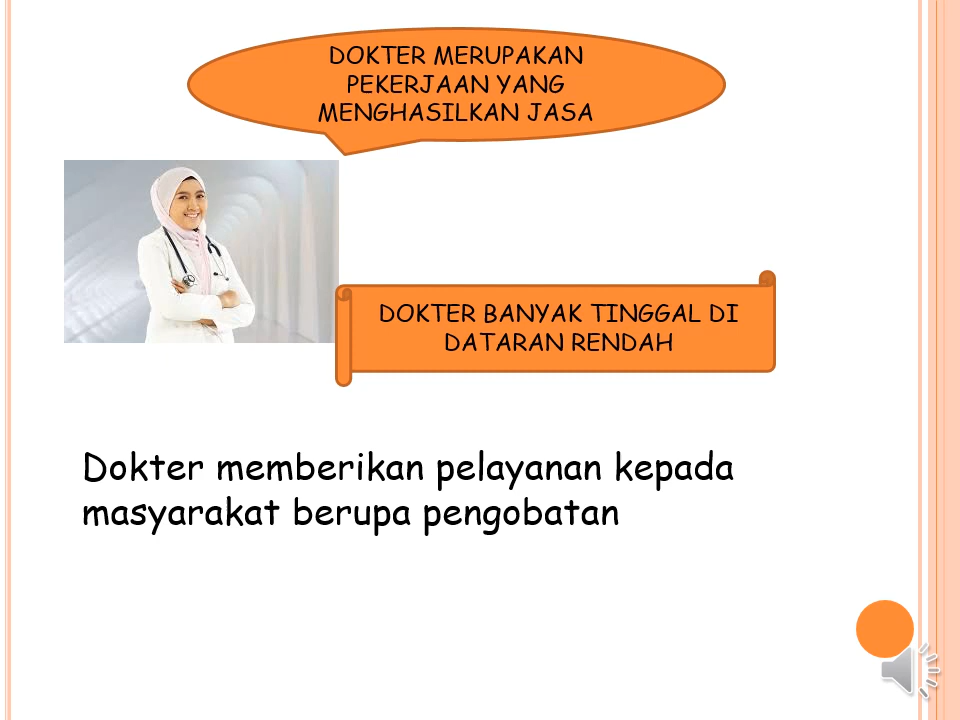 DOKTER MERUPAKAN
PEKERJAAN YANG
MENGHASILKAN JASA
DOKTER BANYAK TINGGAL DI
DATARAN RENDAH
Dokter memberikan pelayanan kepada
masyarakat berupa pengobatan